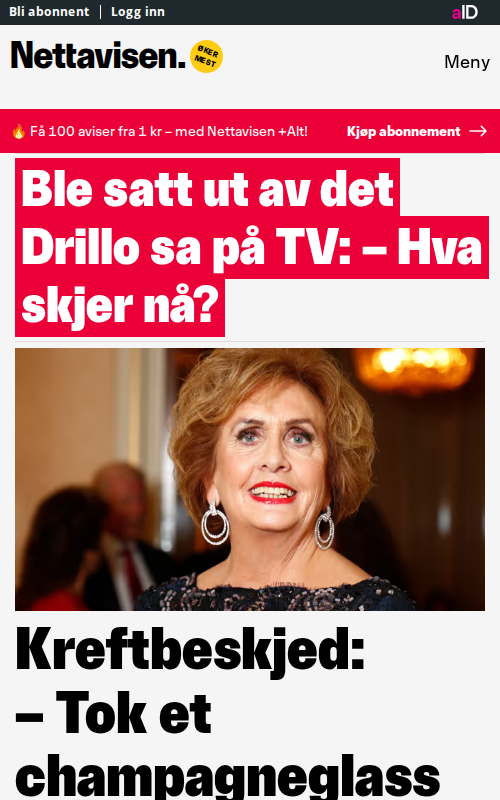 Bli abonnent | Logg inn
aID
Nettavisen.
ØKER
MEST
Meny
🔥 Få 100 aviser fra 1 kr – med Nettavisen +Alt!
Kjøp abonnement →
Ble satt ut av det
Drillo sa på TV: – Hva
skjer nå?
Kreftbeskjed:
– Tok et
champagneglass